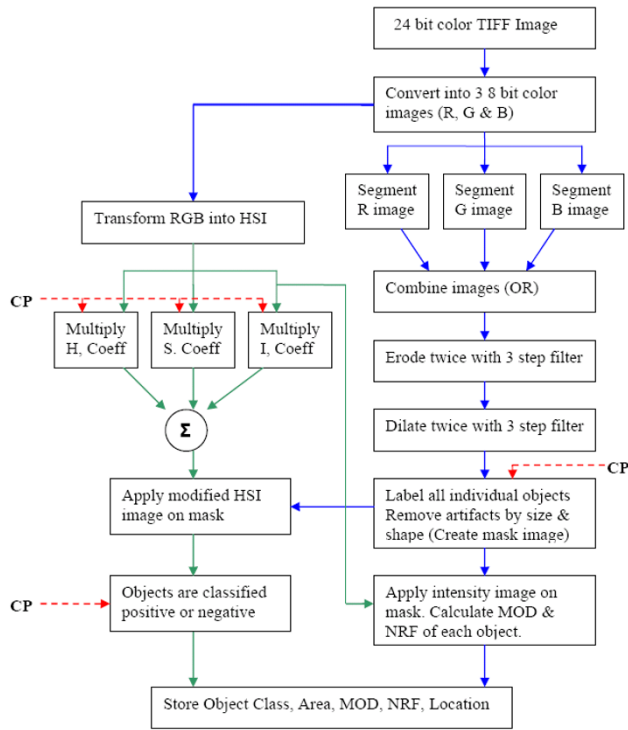 24 bit color TIFF Image
Convert into 3 8 bit color
images (R, G & B)
Segment
R image
Segment
G image
Segment
B image
Transform RGB into HSI
Combine images (OR)
CP
Multiply
H, Coeff
Multiply
S. Coeff
Multiply
I, Coeff
Erode twice with 3 step filter
Dilate twice with 3 step filter
Σ
CP
Apply modified HSI
image on mask
Label all individual objects
Remove artifacts by size &
shape (Create mask image)
CP
Objects are classified
positive or negative
Apply intensity image on
mask. Calculate MOD &
NRF of each object.
Store Object Class, Area, MOD, NRF, Location